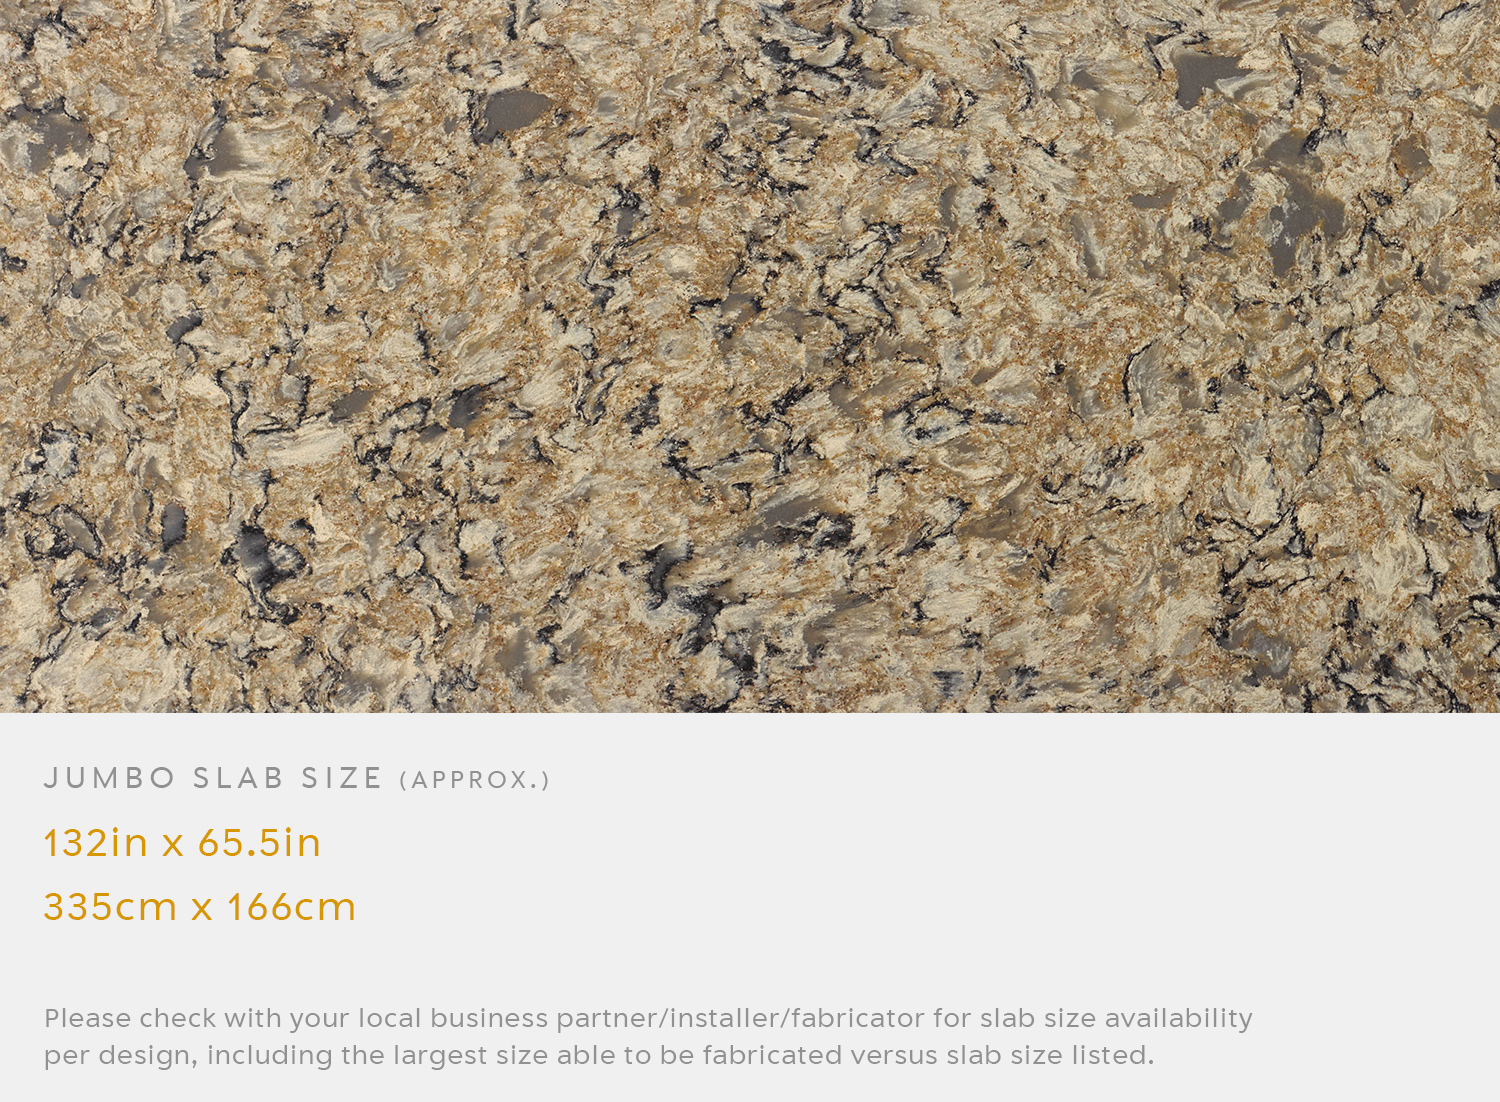 JUMBO SLAB SIZE (APPROX.)
132in x 65.5in
335cm x 166cm
Please check with your local business partner/installer/fabricator for slab size availability
per design, including the largest size able to be fabricated versus slab size listed.